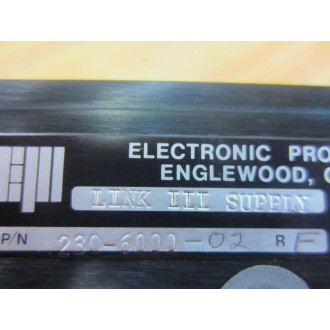 ELECTRONIC PRO
ENGLEWOOD, C
LINK III SUPPLY
P/N 230-6000-02 R F